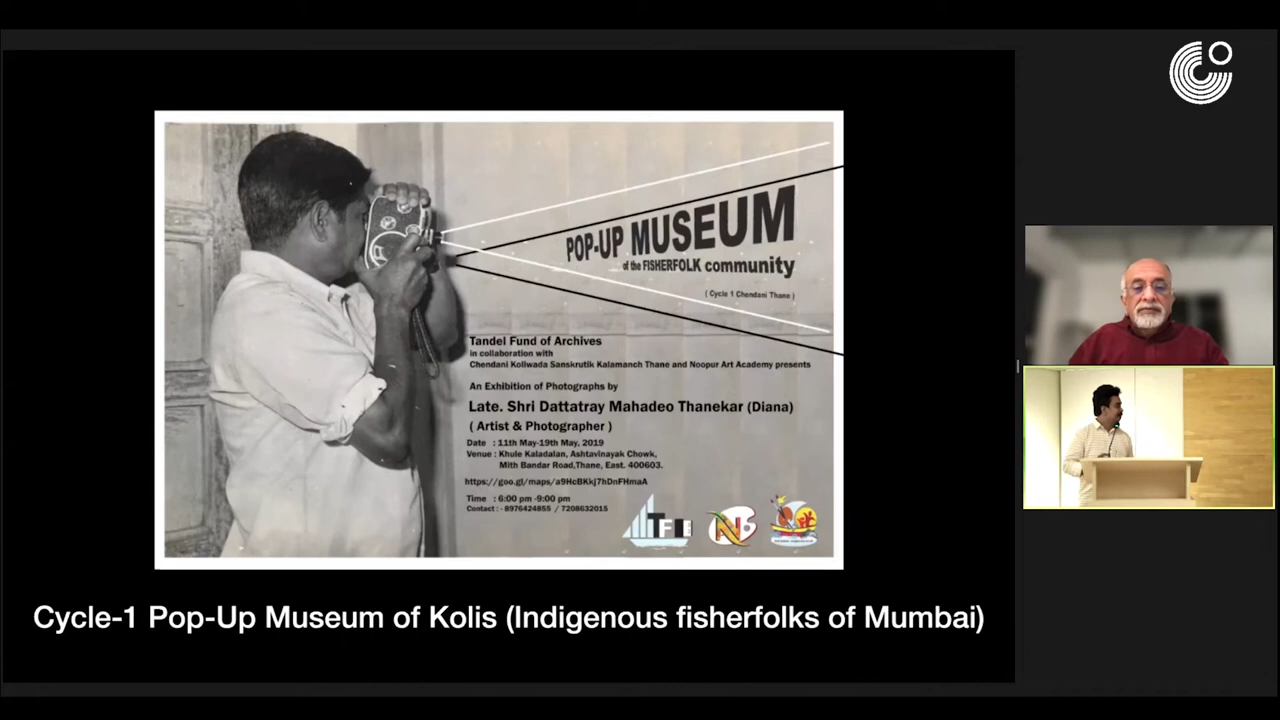 POP-UP MUSEUM
of the FISHERFOLK community
( Cycle 1 Chendani Thane )
Tandel Fund of Archives
in collaboration with
Chendani Koliwada Sanskrutik Kalamanch Thane and Noopur Art Academy presents
An Exhibition of Photographs by
Late. Shri Dattatray Mahadeo Thanekar (Diana)
( Artist & Photographer )
Date : 11th May-19th May, 2019
Venue : Khule Kaladalan, Ashtavinayak Chowk,
Mith Bandar Road,Thane, East. 400603.
https://goo.gl/maps/a9HcBKkj7hDnFHmaA
Time : 6:00 pm -9:00 pm
Contact : - 8976424855 / 7208632015
Cycle-1 Pop-Up Museum of Kolis (Indigenous fisherfolks of Mumbai)